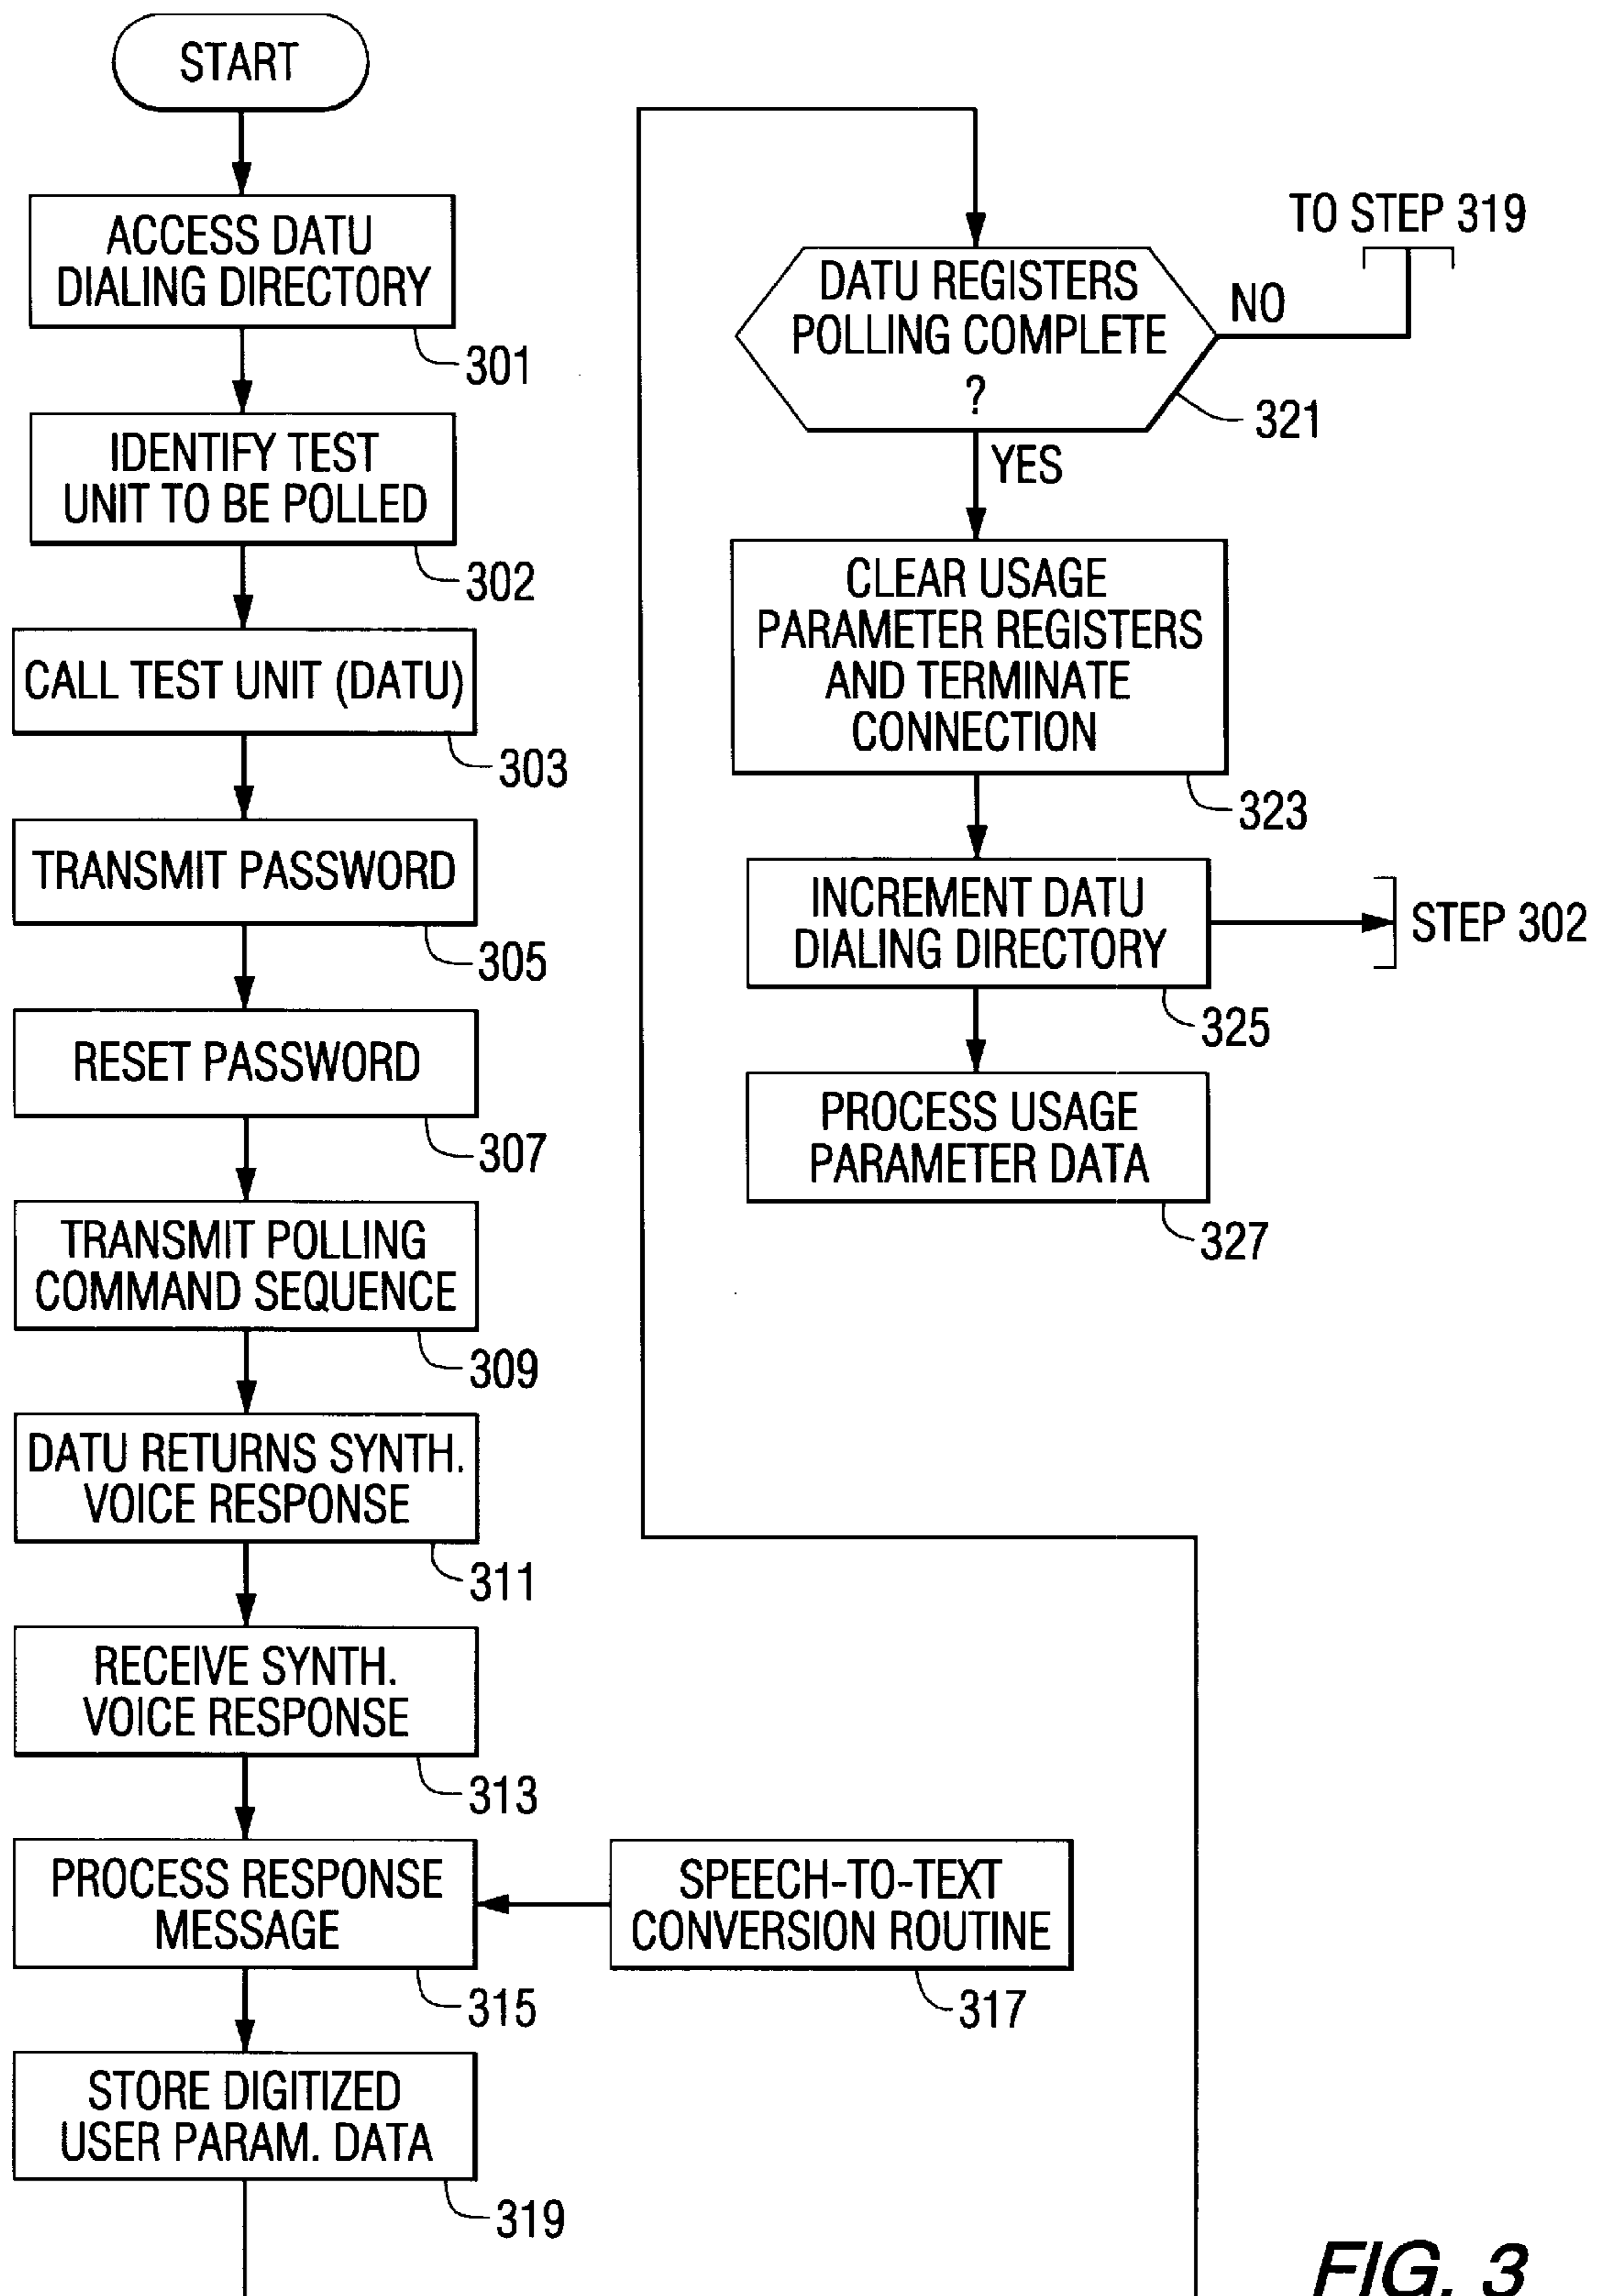 START
ACCESS DATU
DIALING DIRECTORY
301
IDENTIFY TEST
UNIT TO BE POLLED
302
CALL TEST UNIT (DATU)
303
TRANSMIT PASSWORD
305
RESET PASSWORD
307
TRANSMIT POLLING
COMMAND SEQUENCE
309
DATU RETURNS SYNTH.
VOICE RESPONSE
311
RECEIVE SYNTH.
VOICE RESPONSE
313
PROCESS RESPONSE
MESSAGE
315
SPEECH-TO-TEXT
CONVERSION ROUTINE
317
STORE DIGITIZED
USER PARAM. DATA
319
DATU REGISTERS
POLLING COMPLETE
?
321
NO
TO STEP 319
YES
CLEAR USAGE
PARAMETER REGISTERS
AND TERMINATE
CONNECTION
323
INCREMENT DATU
DIALING DIRECTORY
325
STEP 302
PROCESS USAGE
PARAMETER DATA
327
FIG. 3